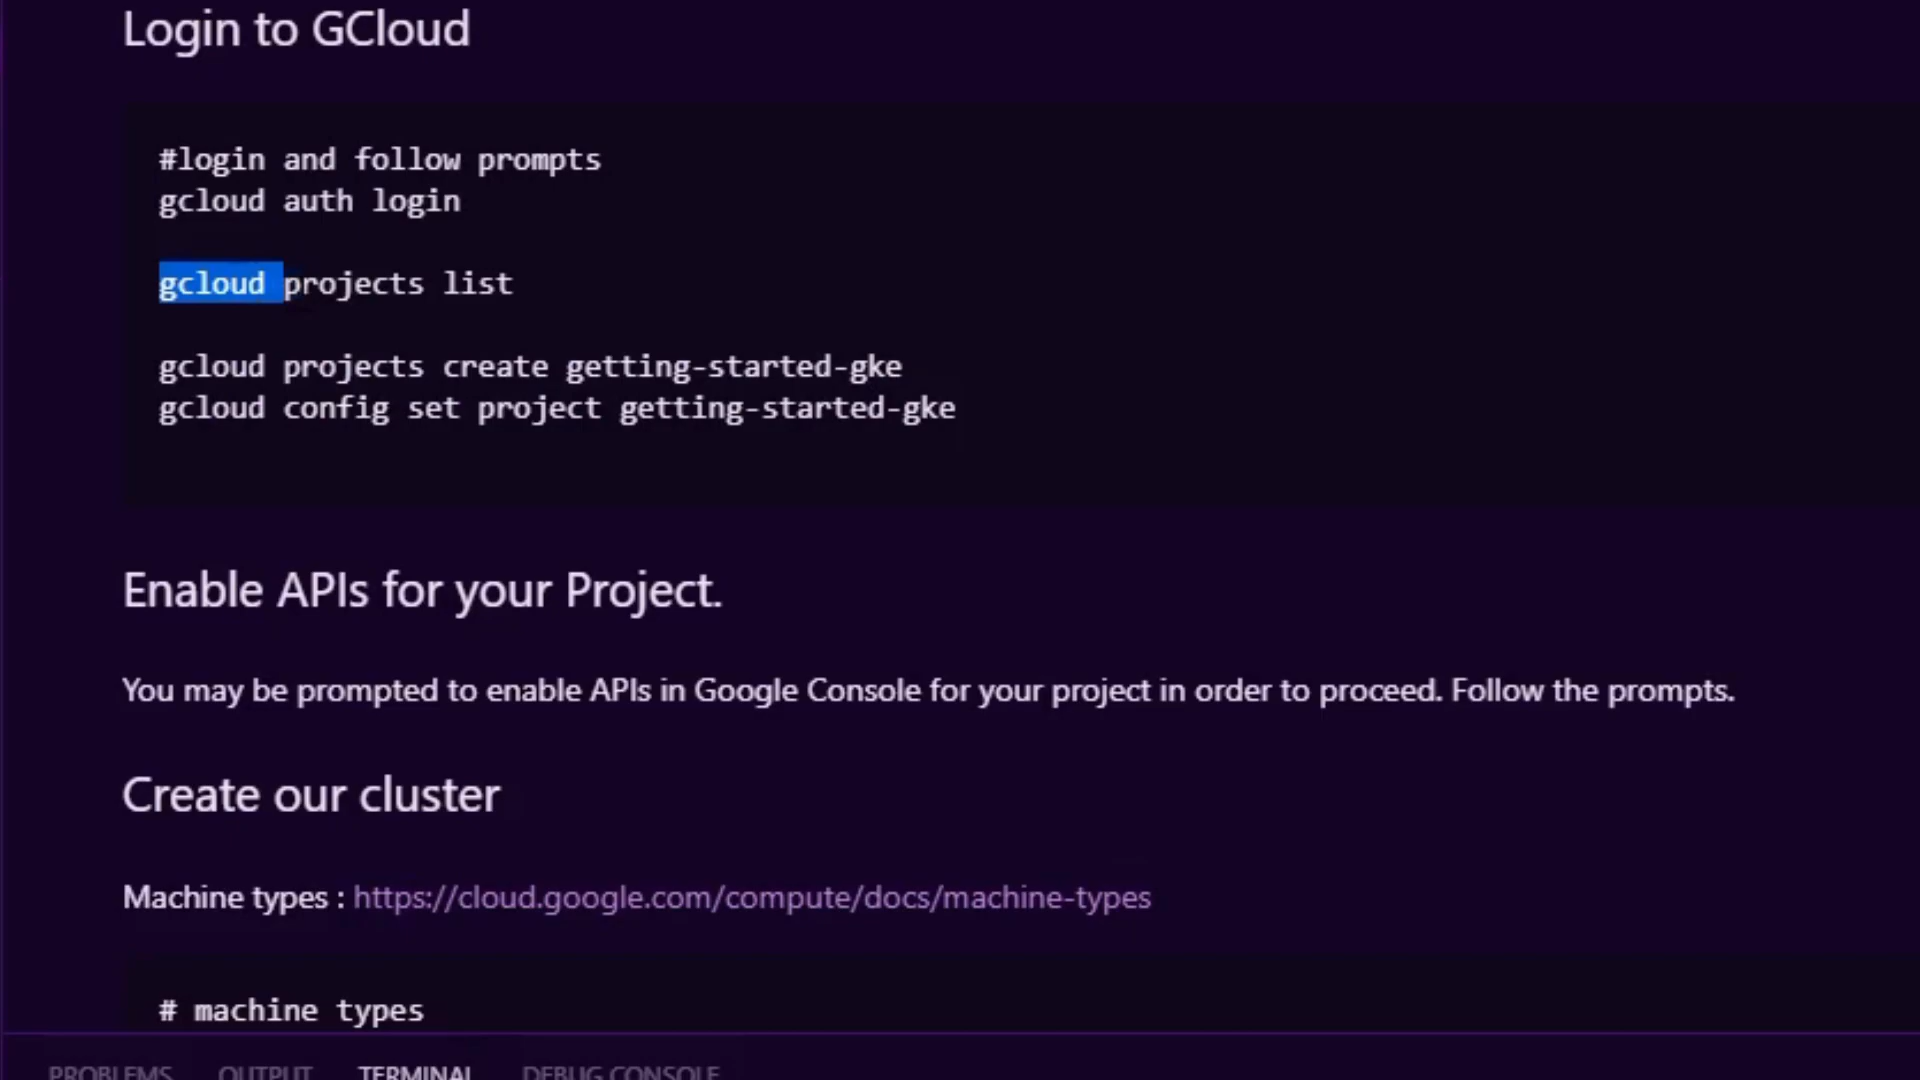 Login to GCloud
#login and follow prompts
gcloud auth login
gcloud projects list
gcloud projects create getting-started-gke
gcloud config set project getting-started-gke
Enable APIs for your Project.
You may be prompted to enable APIs in Google Console for your project in order to proceed. Follow the prompts.
Create our cluster
Machine types : https://cloud.google.com/compute/docs/machine-types
# machine types
PROBLEMS OUTPUT TERMINAL DEBUG CONSOLE